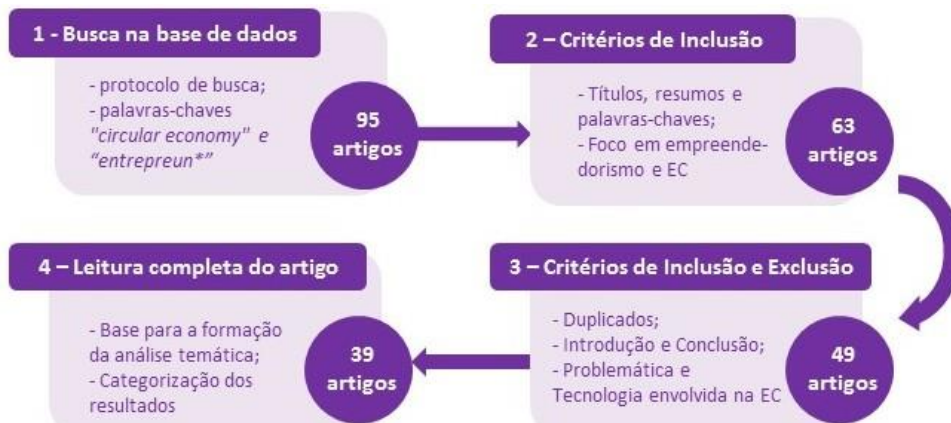 1 - Busca na base de dados
- protocolo de busca;
- palavras-chaves
"circular economy" e
“entrepreun*”
95
artigos
2 – Critérios de Inclusão
- Títulos, resumos e
palavras-chaves;
- Foco em empreende-
dorismo e EC
63
artigos
3 – Critérios de Inclusão e Exclusão
- Duplicados;
- Introdução e Conclusão;
- Problemática e
Tecnologia envolvida na EC
49
artigos
4 – Leitura completa do artigo
- Base para a formação
da análise temática;
- Categorização dos
resultados
39
artigos